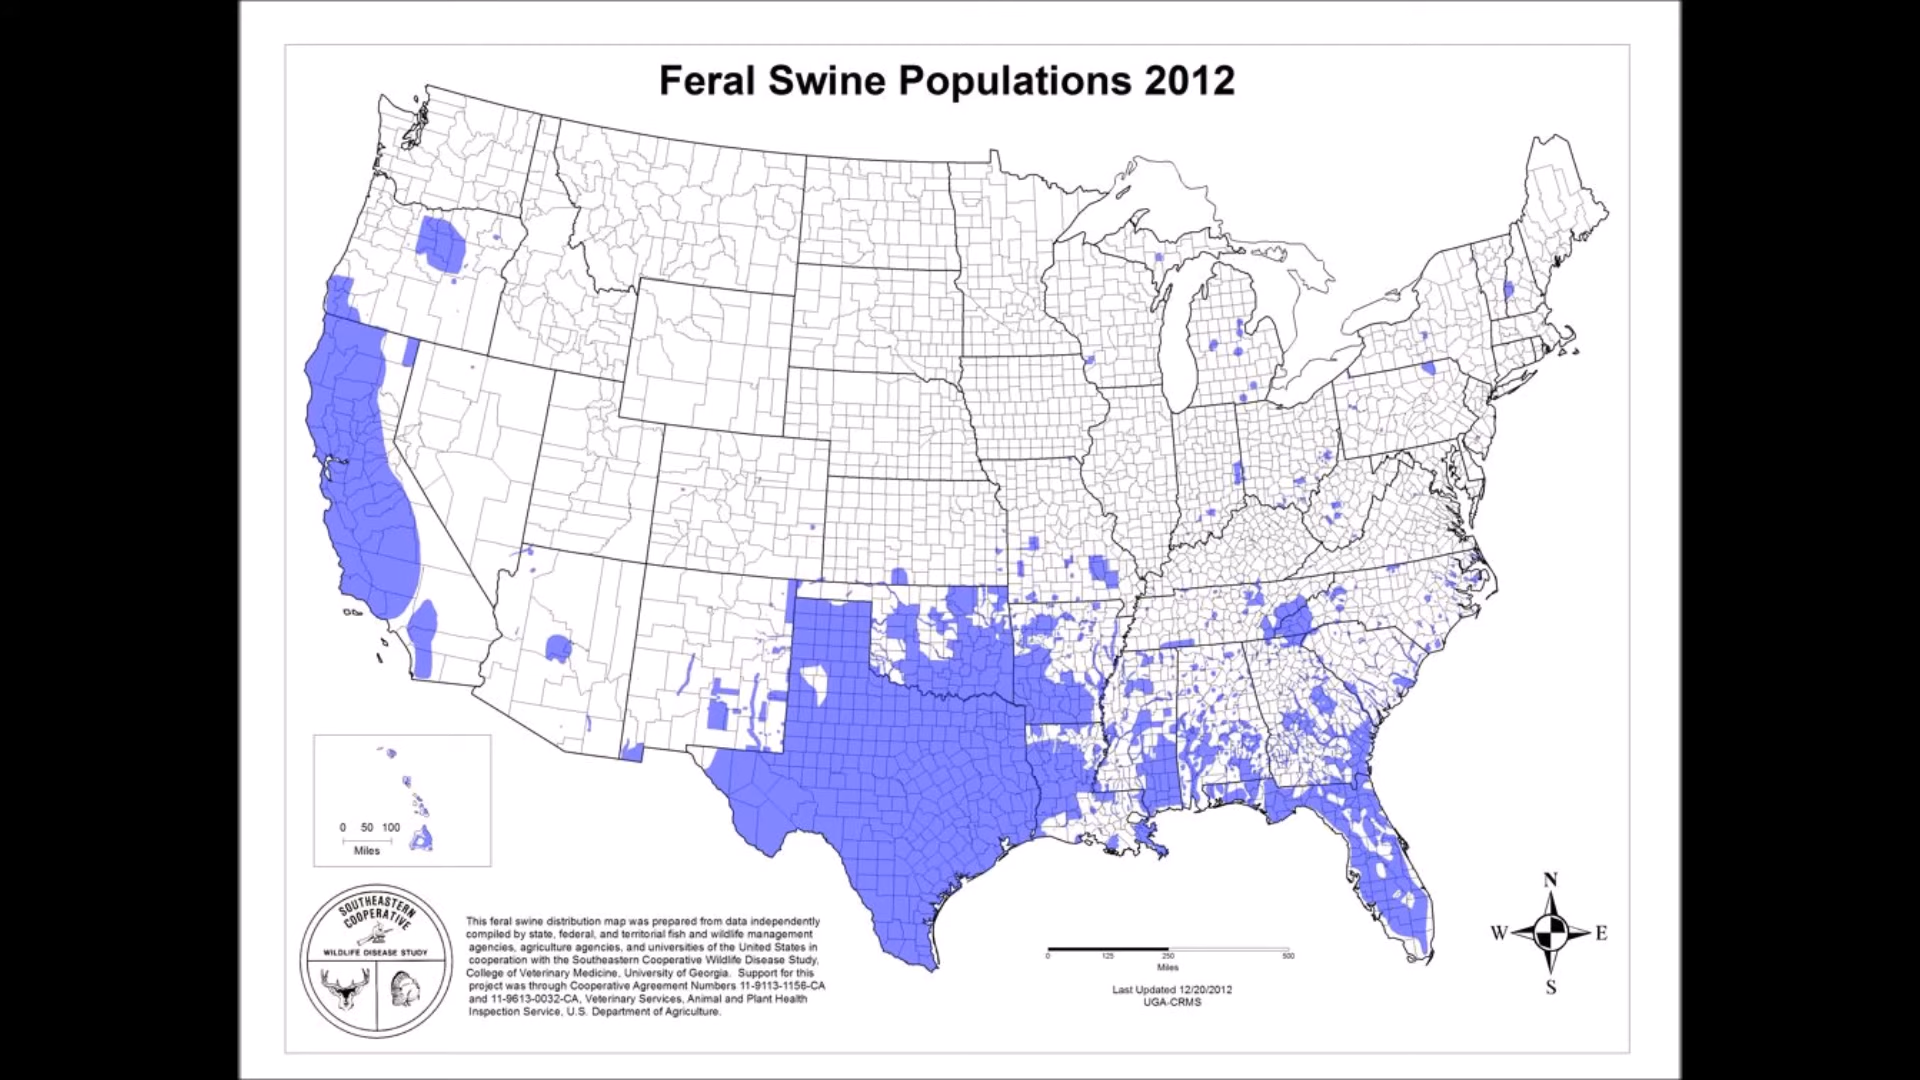 Feral Swine Populations 2012
0 50 100
Miles
SOUTHEASTERN
COOPERATIVE
WILDLIFE DISEASE STUDY
This feral swine distribution map was prepared from data independently
compiled by state, federal, and territorial fish and wildlife management
agencies, agriculture agencies, and universities of the United States in
cooperation with the Southeastern Cooperative Wildlife Disease Study,
College of Veterinary Medicine, University of Georgia. Support for this
project was through Cooperative Agreement Numbers 11-9113-1156-CA
and 11-9613-0032-CA, Veterinary Services, Animal and Plant Health
Inspection Service, U.S. Department of Agriculture.
0 125 250 500
Miles
Last Updated 12/20/2012
UGA-CRMS
N
W E
S